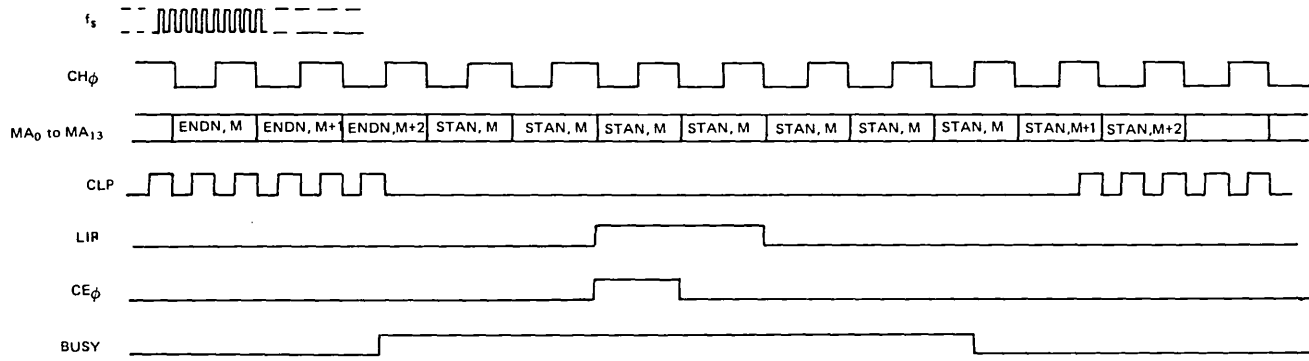 fs
CHϕ
MA0 to MA13
ENDN, M
ENDN, M+1
ENDN,M+2
STAN, M
STAN, M
STAN, M
STAN, M
STAN, M
STAN, M
STAN, M
STAN,M+1
STAN,M+2
CLP
LIP
CEϕ
BUSY